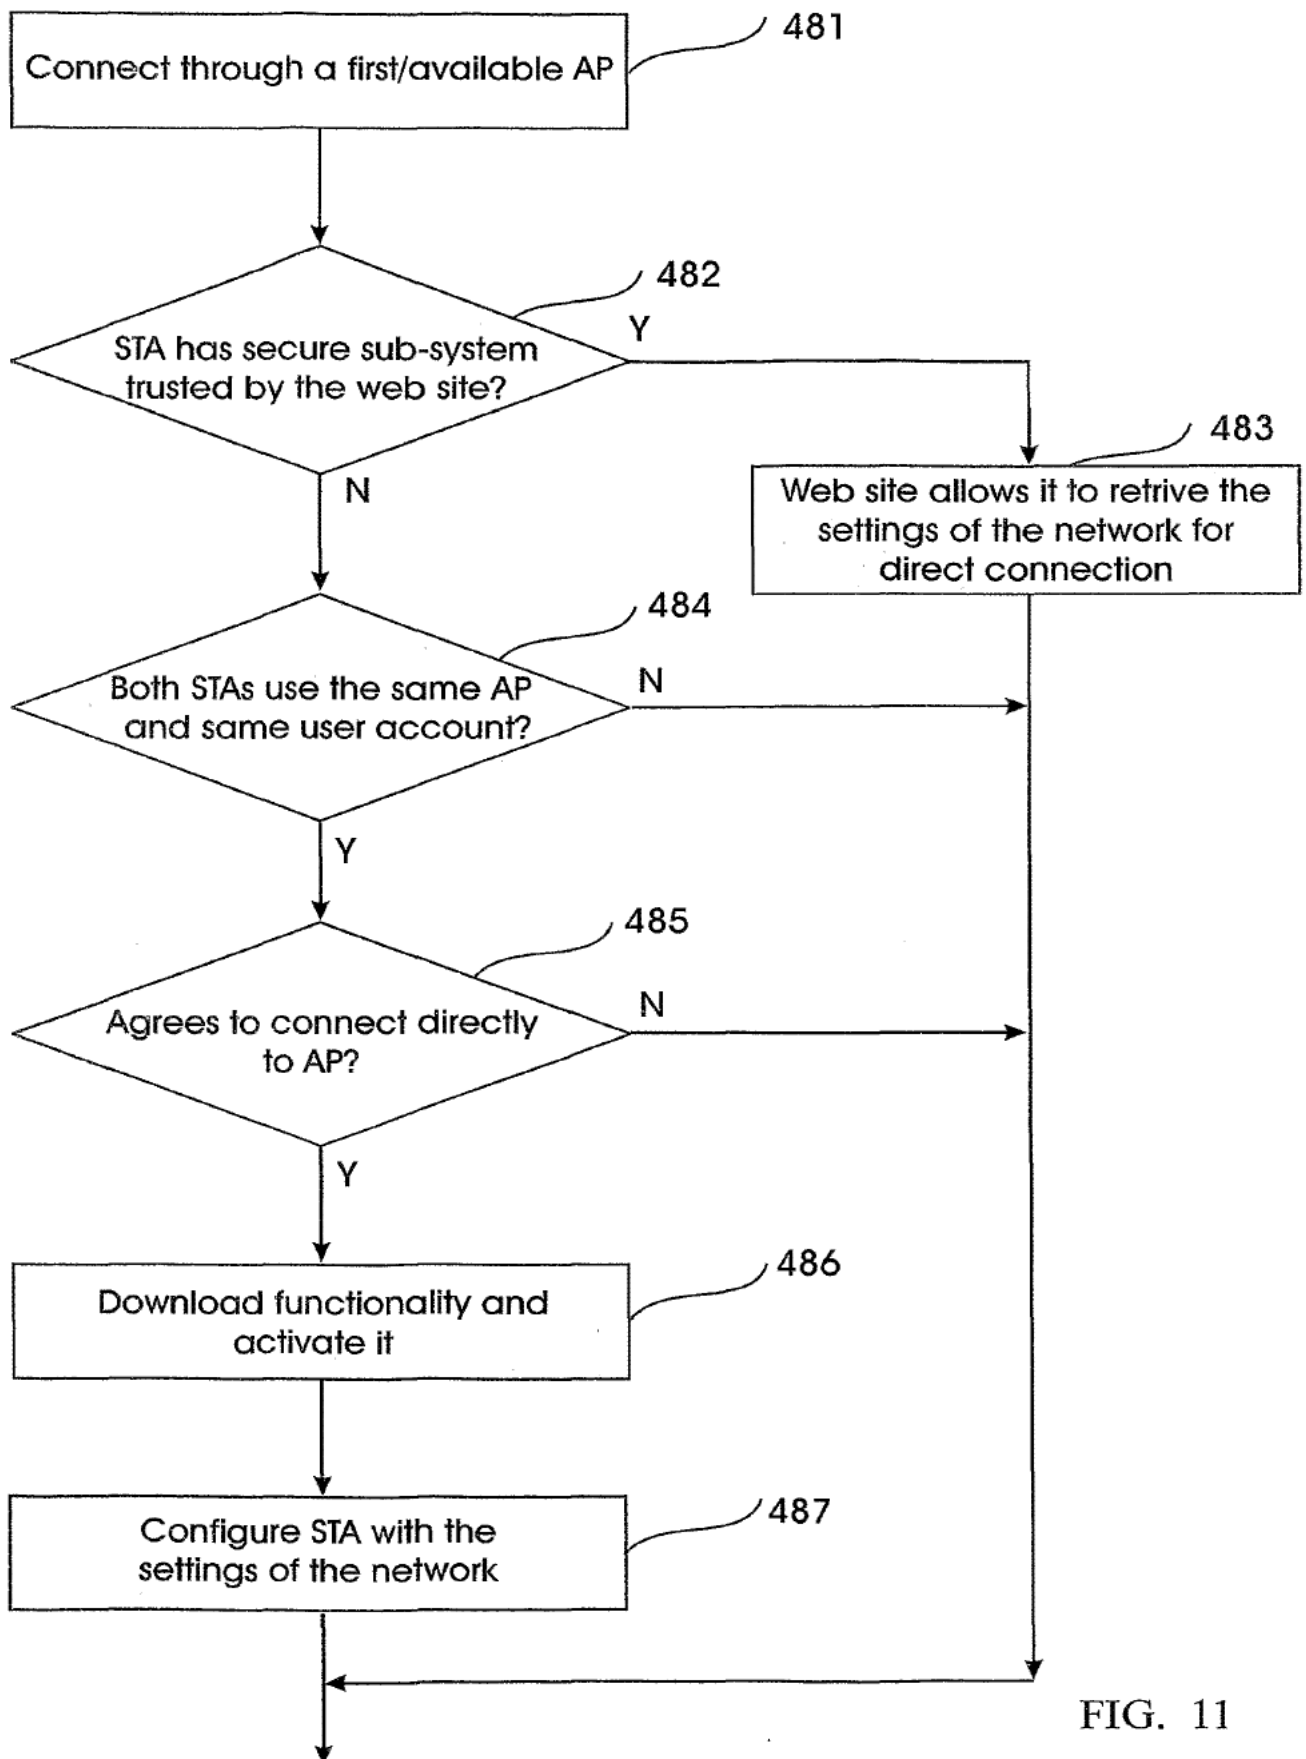 481
Connect through a first/available AP
482
Y
STA has secure sub-system
trusted by the web site?
483
N
Web site allows it to retrive the
settings of the network for
direct connection
484
N
Both STAs use the same AP
and same user account?
Y
485
N
Agrees to connect directly
to AP?
Y
486
Download functionality and
activate it
487
Configure STA with the
settings of the network
FIG. 11